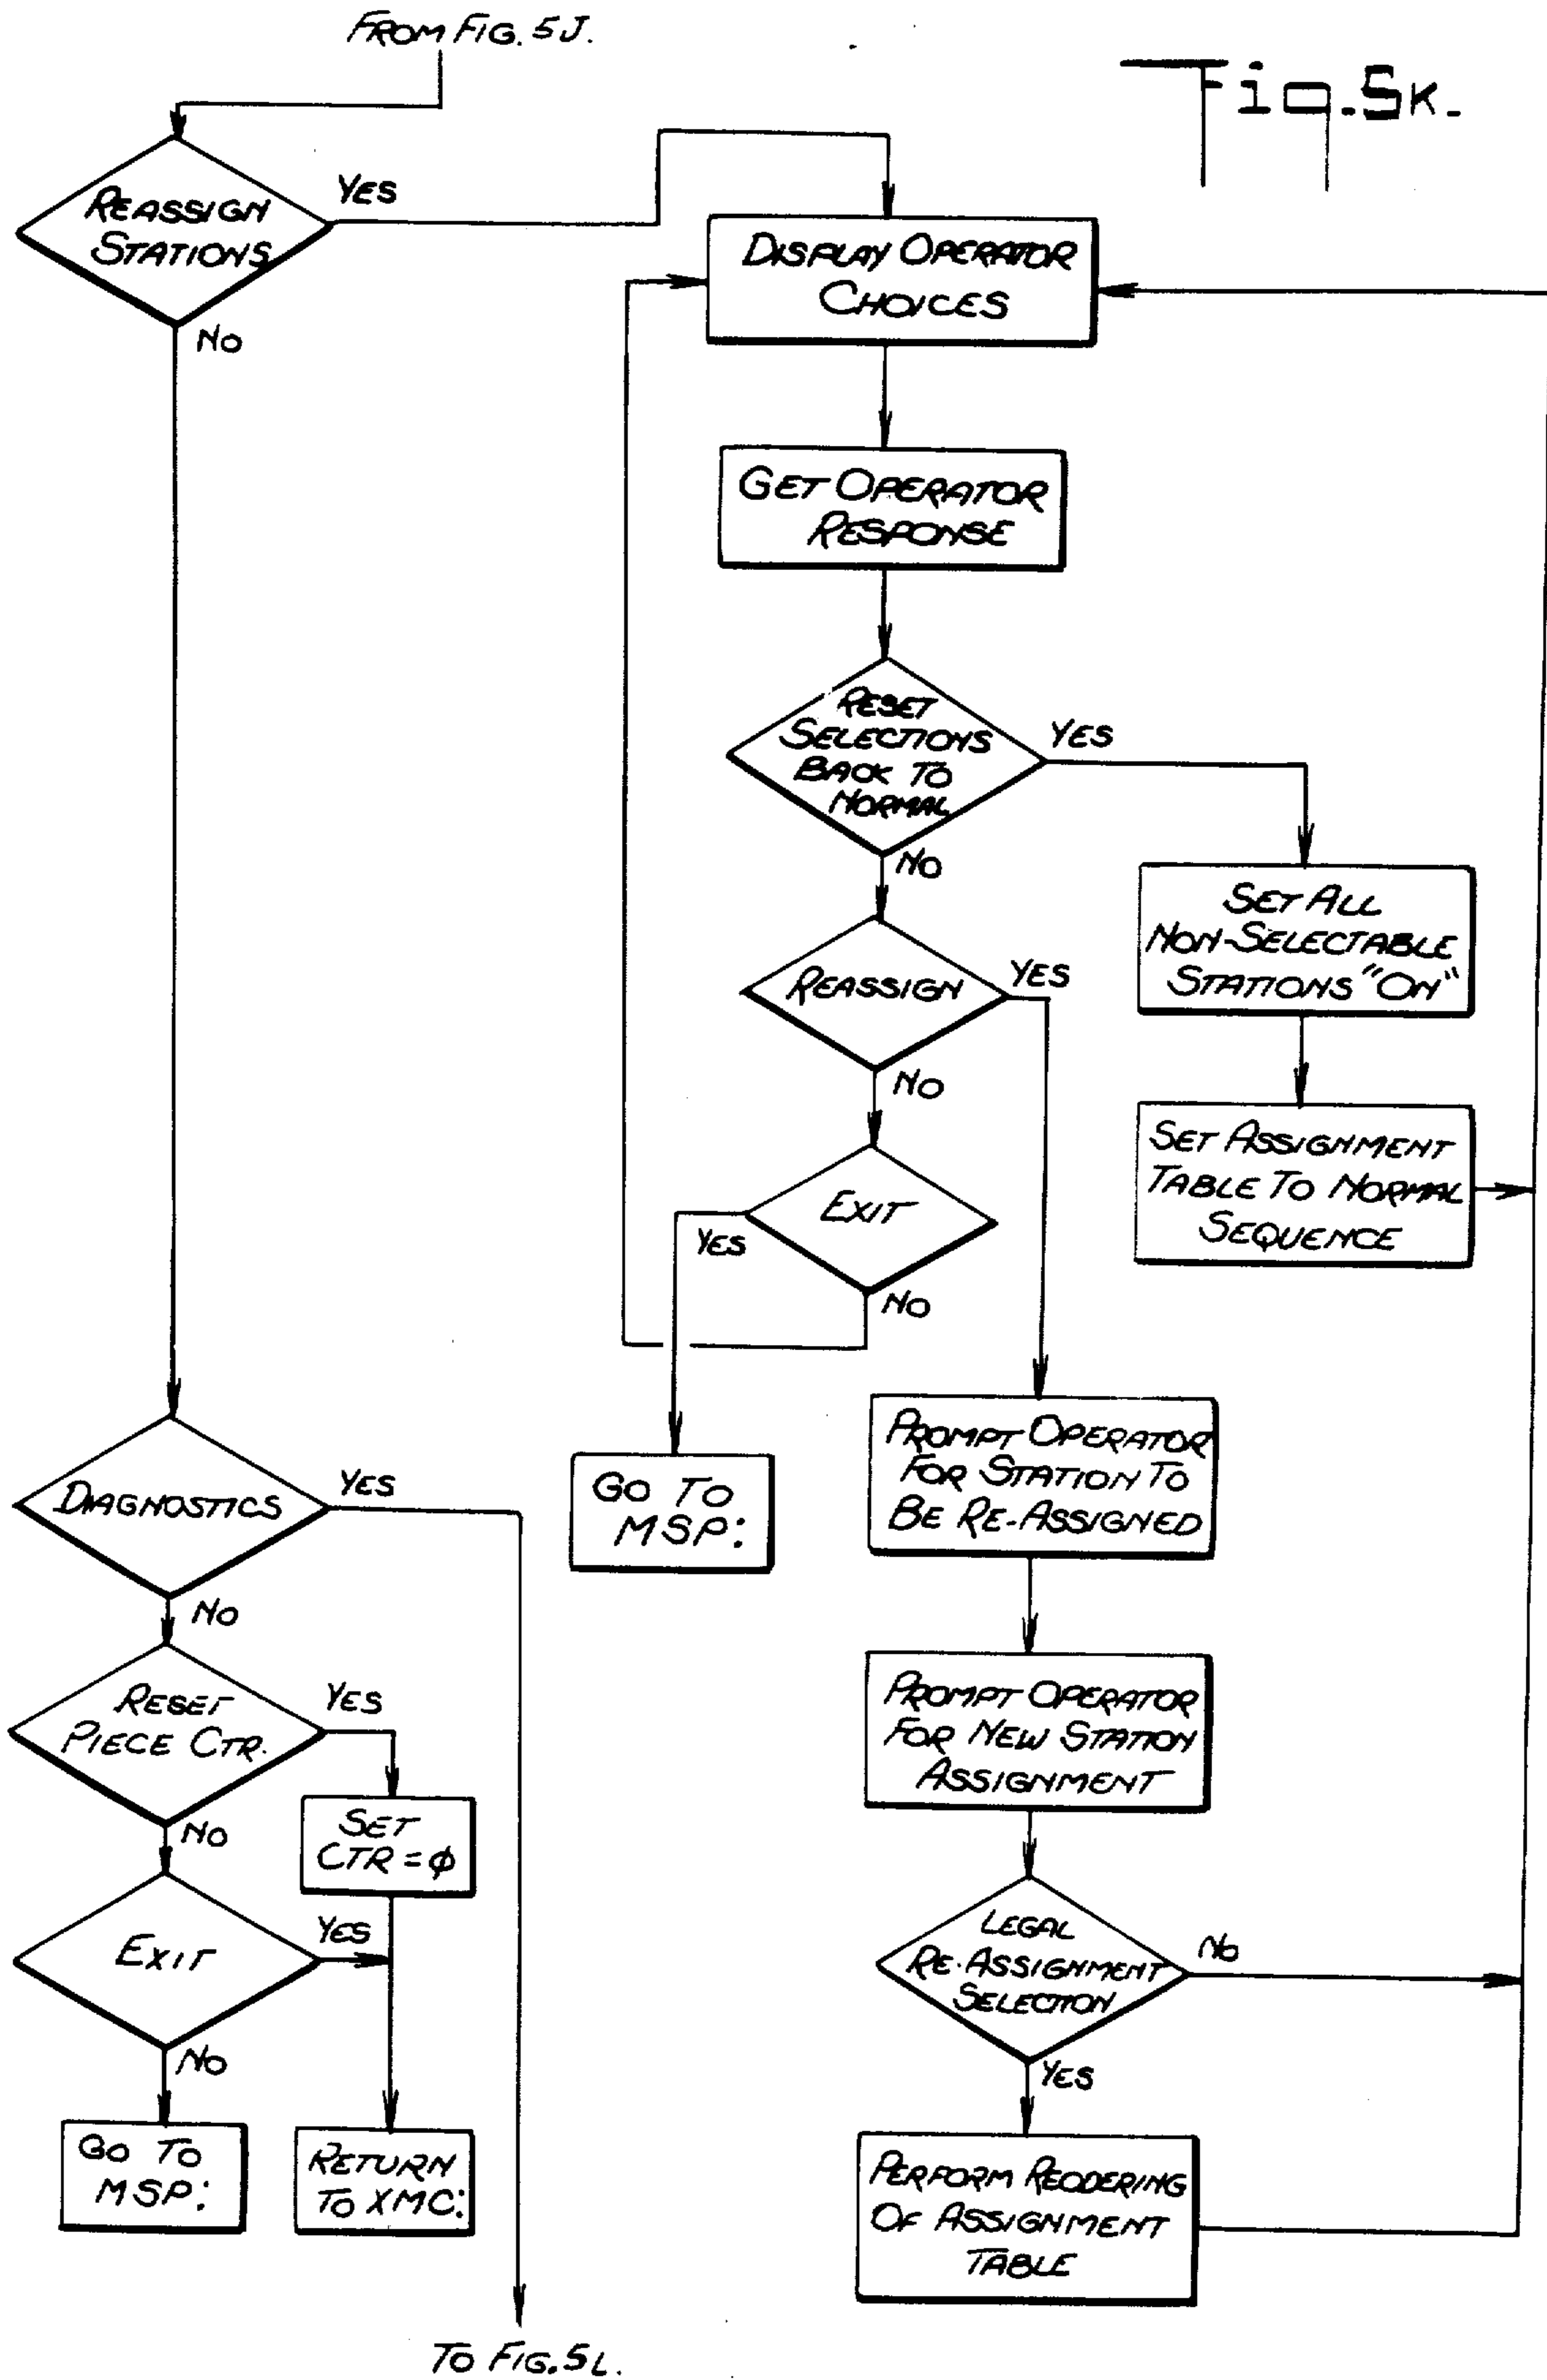 FROM FIG. 5J.
Fig.5K.
REASSIGN
STATIONS
YES
NO
DISPLAY OPERATOR
CHOICES
GET OPERATOR
RESPONSE
RESET
SELECTIONS
BACK TO
NORMAL
YES
NO
SET ALL
NON-SELECTABLE
STATIONS "ON"
SET ASSIGNMENT
TABLE TO NORMAL
SEQUENCE
REASSIGN
YES
NO
EXIT
YES
NO
GO TO
MSP:
PROMPT OPERATOR
FOR STATION TO
BE RE-ASSIGNED
PROMPT OPERATOR
FOR NEW STATION
ASSIGNMENT
LEGAL
RE-ASSIGNMENT
SELECTION
NO
YES
PERFORM REODERING
OF ASSIGNMENT
TABLE
DIAGNOSTICS
YES
NO
RESET
PIECE CTR.
YES
NO
SET
CTR = φ
EXIT
YES
NO
GO TO
MSP:
RETURN
TO XMC:
TO FIG. 5L.